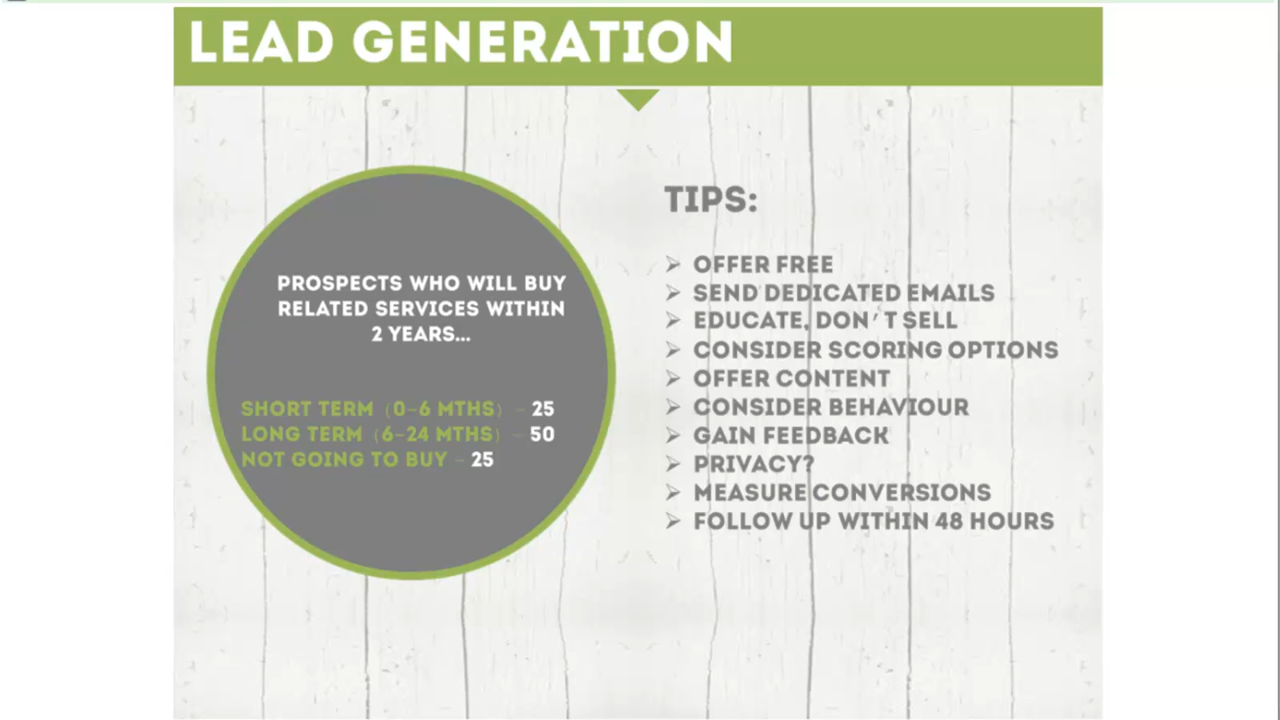 LEAD GENERATION
PROSPECTS WHO WILL BUY
RELATED SERVICES WITHIN
2 YEARS...
SHORT TERM (0-6 MTHS) - 25
LONG TERM (6-24 MTHS) - 50
NOT GOING TO BUY - 25
TIPS:
➢ OFFER FREE
➢ SEND DEDICATED EMAILS
➢ EDUCATE, DON'T SELL
➢ CONSIDER SCORING OPTIONS
➢ OFFER CONTENT
➢ CONSIDER BEHAVIOUR
➢ GAIN FEEDBACK
➢ PRIVACY?
➢ MEASURE CONVERSIONS
➢ FOLLOW UP WITHIN 48 HOURS